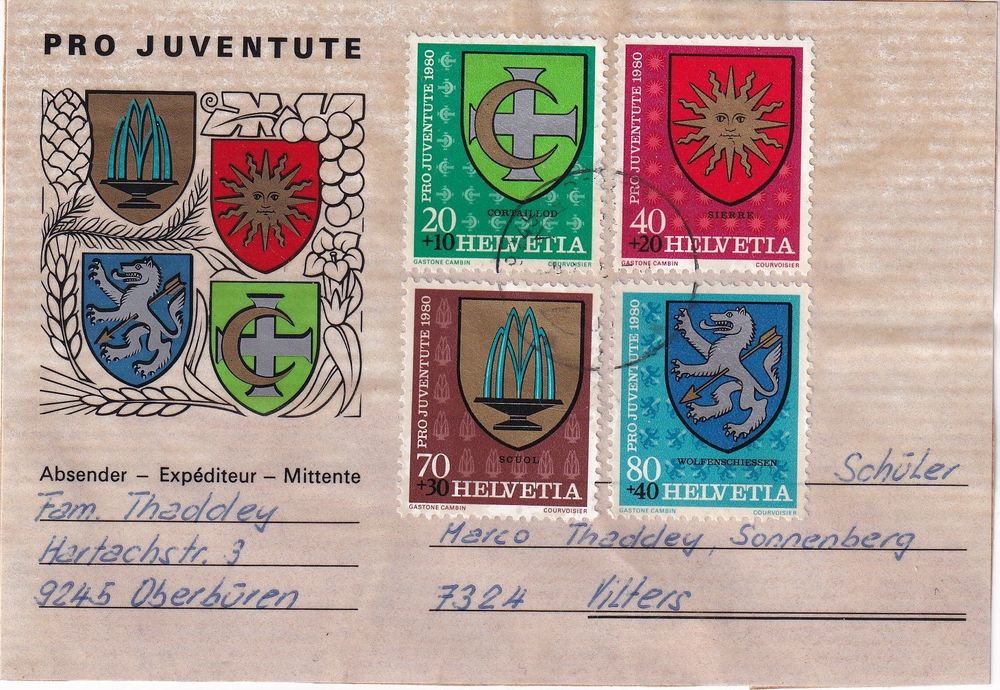 PRO JUVENTUTE
PRO JUVENTUTE 1980
CORTAILLOD
20
+10 HELVETIA
GASTONE CAMBIN COURVOISIER
PRO JUVENTUTE 1980
SIERRE
40
+20 HELVETIA
GASTONE CAMBIN COURVOISIER
PRO JUVENTUTE 1980
SCUOL
70
+30 HELVETIA
GASTONE CAMBIN COURVOISIER
PRO JUVENTUTE 1980
WOLFENSCHIESSEN
80
+40 HELVETIA
GASTONE CAMBIN COURVOISIER
Absender – Expéditeur – Mittente
Fam. Thaddey
Hartachstr. 3
9245 Oberbüren
Schüler
Marco Thaddey, Sonnenberg
7324 Vilters